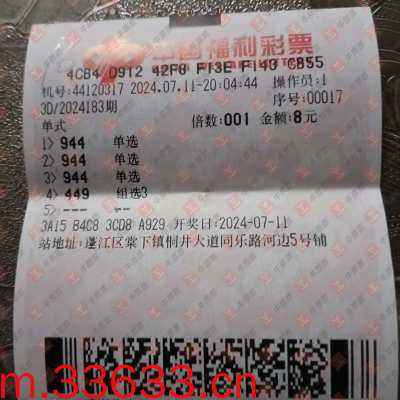 中国福利彩票
4CB4 D912 42F8 F13E F143 CB55
机号:44120317 2024.07.11-20:04:44 操作员:1
3D/2024183期 序号:00017
单式 倍数:001 金额:8元
1> 944 单选
2> 944 单选
3> 944 单选
4> 449 组选3
5> --- --
3A15 B4C8 3CD8 A929 开奖日:2024-07-11
站地址:蓬江区棠下镇桐井大道同乐路河边5号铺
m.33633.cn